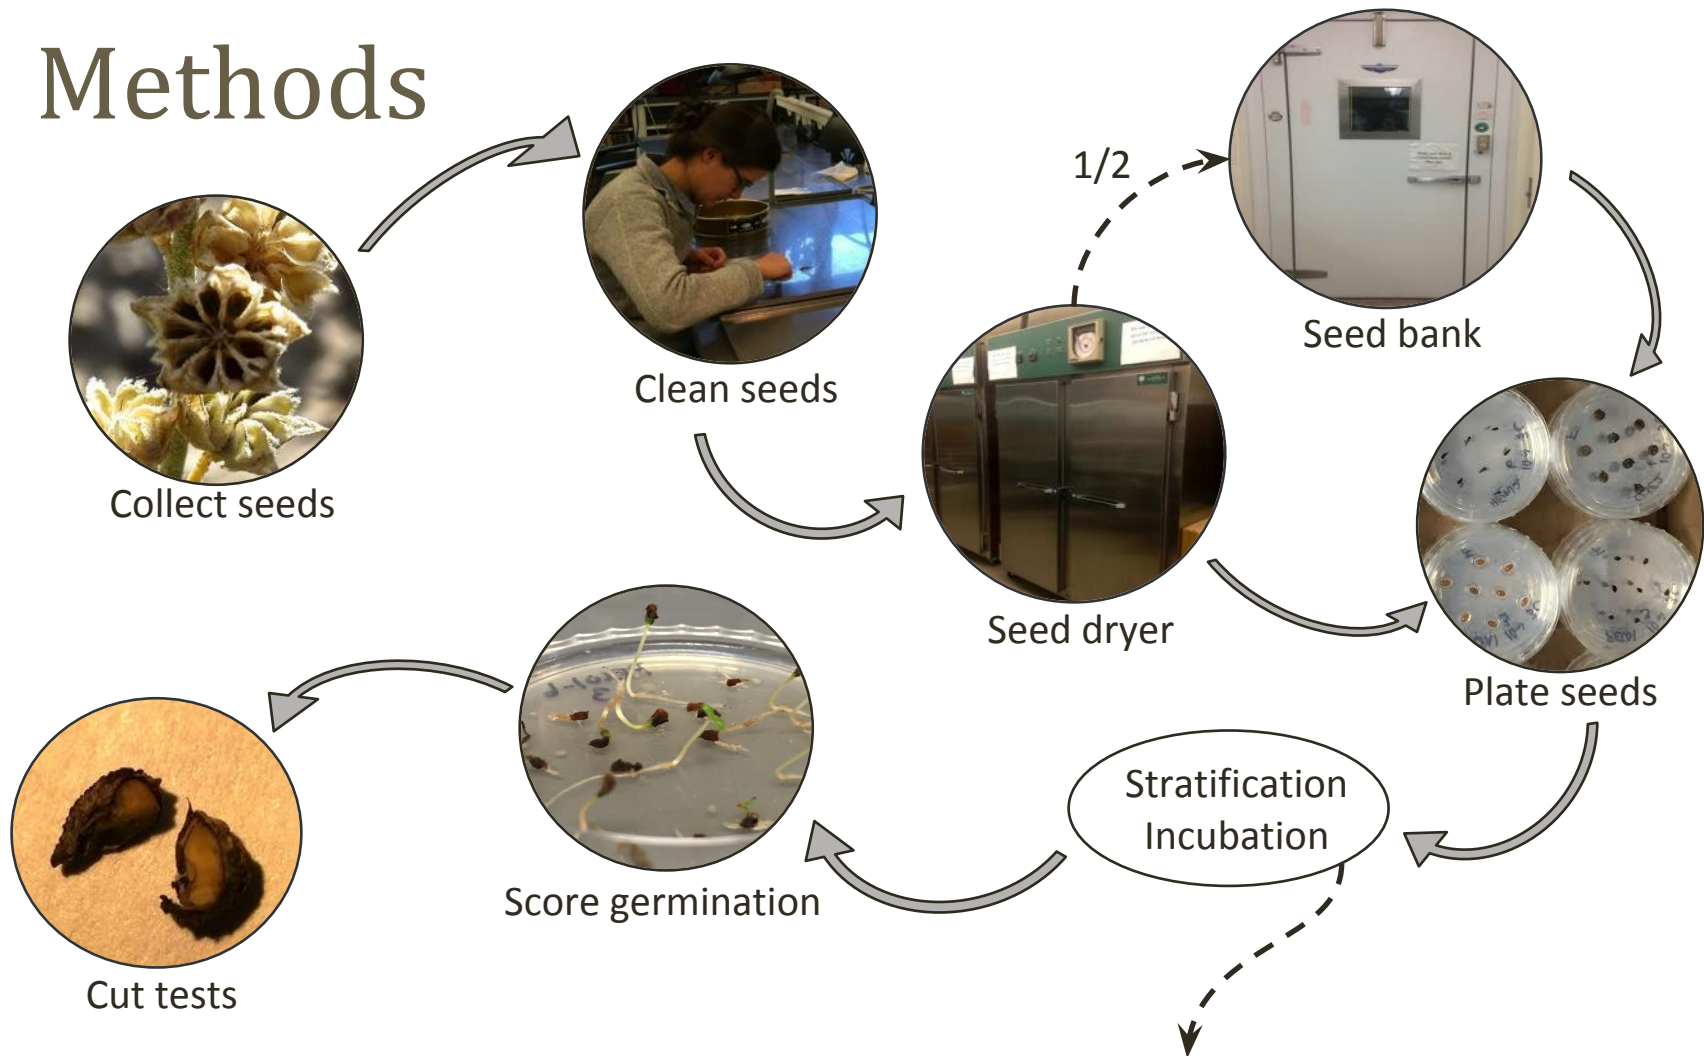 Methods
Collect seeds
Clean seeds
1/2
Seed bank
Seed dryer
Plate seeds
Stratification
Incubation
Score germination
Cut tests